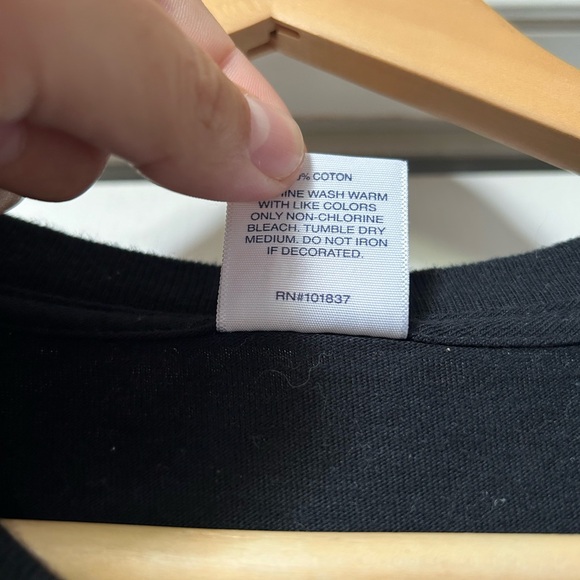 % COTON
INE WASH WARM
WITH LIKE COLORS
ONLY NON-CHLORINE
BLEACH. TUMBLE DRY
MEDIUM. DO NOT IRON
IF DECORATED.
RN#101837